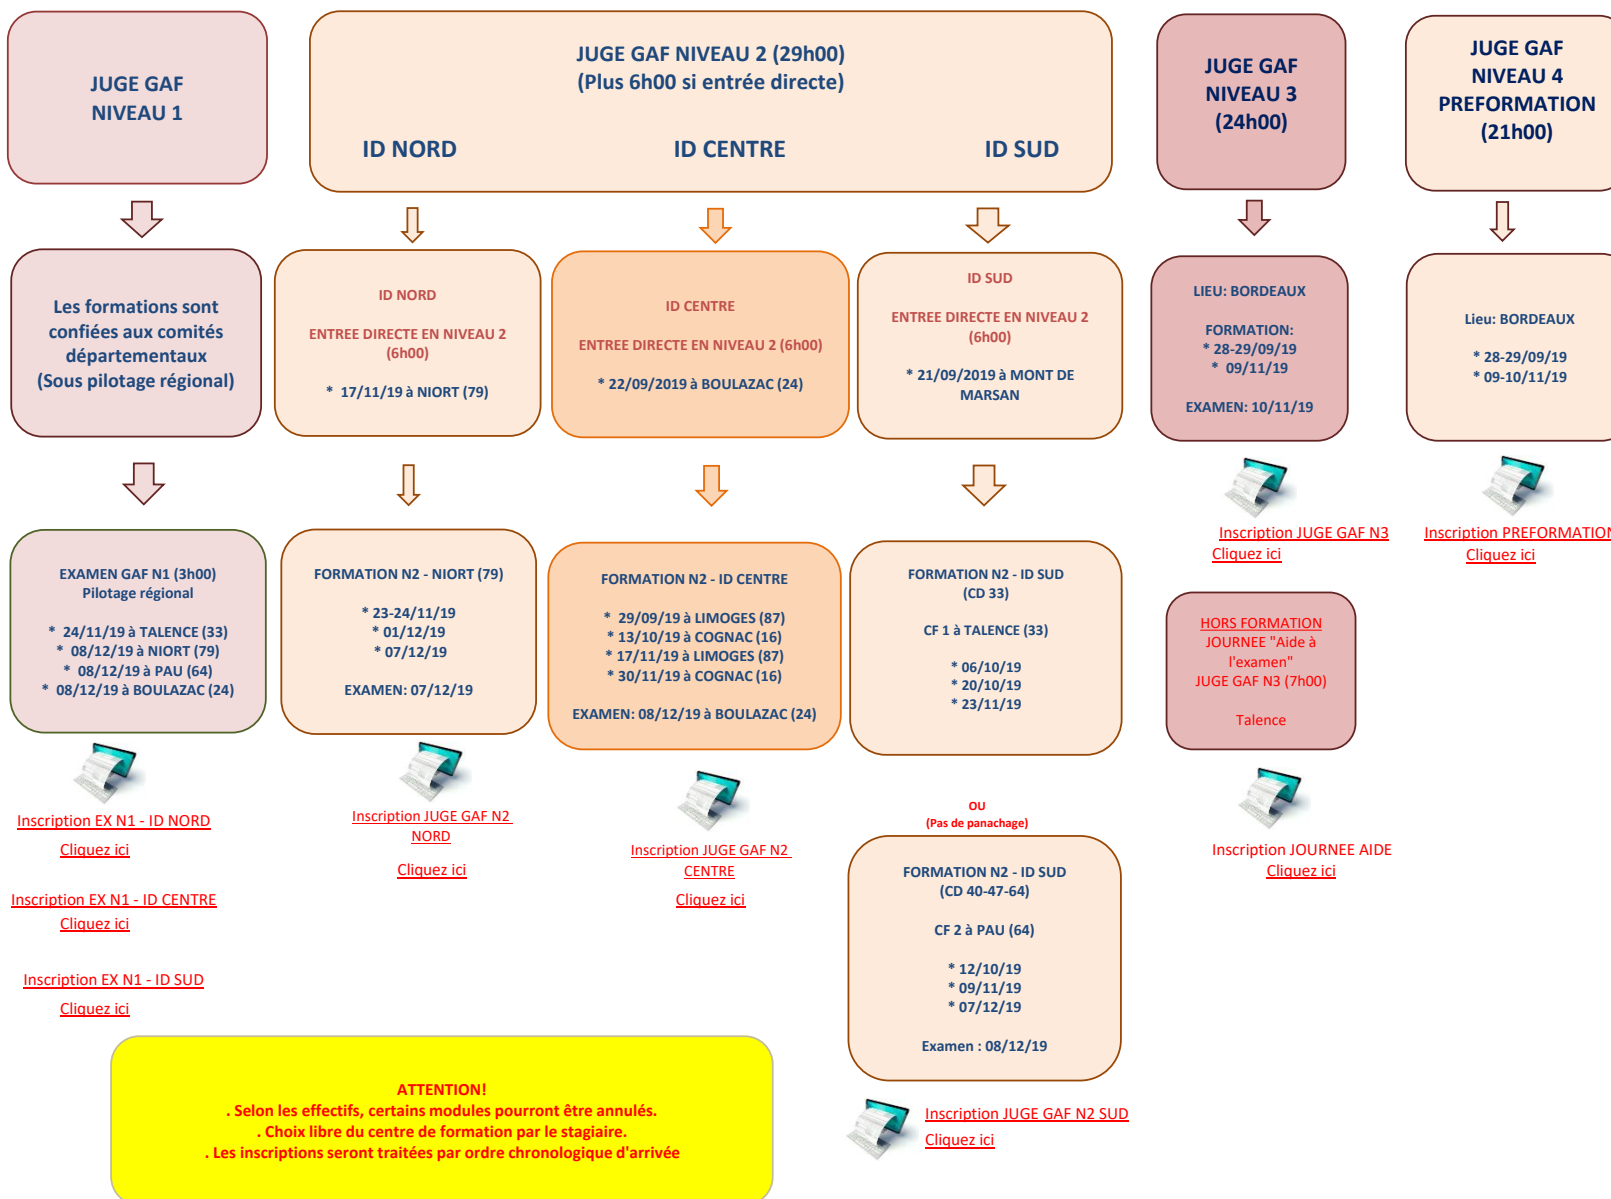 JUGE GAF
NIVEAU 1
JUGE GAF NIVEAU 2 (29h00)
(Plus 6h00 si entrée directe)
ID NORD
ID CENTRE
ID SUD
JUGE GAF
NIVEAU 3
(24h00)
JUGE GAF
NIVEAU 4
PREFORMATION
(21h00)
Les formations sont
confiées aux comités
départementaux
(Sous pilotage régional)
ID NORD
ENTREE DIRECTE EN NIVEAU 2
(6h00)
* 17/11/19 à NIORT (79)
ID CENTRE
ENTREE DIRECTE EN NIVEAU 2 (6h00)
* 22/09/2019 à BOULAZAC (24)
ID SUD
ENTREE DIRECTE EN NIVEAU 2
(6h00)
* 21/09/2019 à MONT DE
MARSAN
LIEU: BORDEAUX
FORMATION:
* 28-29/09/19
* 09/11/19
EXAMEN: 10/11/19
Lieu: BORDEAUX
* 28-29/09/19
* 09-10/11/19
Inscription JUGE GAF N3
Cliquez ici
Inscription PREFORMATION
Cliquez ici
EXAMEN GAF N1 (3h00)
Pilotage régional
* 24/11/19 à TALENCE (33)
* 08/12/19 à NIORT (79)
* 08/12/19 à PAU (64)
* 08/12/19 à BOULAZAC (24)
FORMATION N2 - NIORT (79)
* 23-24/11/19
* 01/12/19
* 07/12/19
EXAMEN: 07/12/19
FORMATION N2 - ID CENTRE
* 29/09/19 à LIMOGES (87)
* 13/10/19 à COGNAC (16)
* 17/11/19 à LIMOGES (87)
* 30/11/19 à COGNAC (16)
EXAMEN: 08/12/19 à BOULAZAC (24)
FORMATION N2 - ID SUD
(CD 33)
CF 1 à TALENCE (33)
* 06/10/19
* 20/10/19
* 23/11/19
HORS FORMATION
JOURNEE "Aide à
l'examen"
JUGE GAF N3 (7h00)
Talence
Inscription EX N1 - ID NORD
Cliquez ici
Inscription EX N1 - ID CENTRE
Cliquez ici
Inscription EX N1 - ID SUD
Cliquez ici
Inscription JUGE GAF N2
NORD
Cliquez ici
Inscription JUGE GAF N2
CENTRE
Cliquez ici
OU
(Pas de panachage)
FORMATION N2 - ID SUD
(CD 40-47-64)
CF 2 à PAU (64)
* 12/10/19
* 09/11/19
* 07/12/19
Examen : 08/12/19
Inscription JOURNEE AIDE
Cliquez ici
ATTENTION!
. Selon les effectifs, certains modules pourront être annulés.
. Choix libre du centre de formation par le stagiaire.
. Les inscriptions seront traitées par ordre chronologique d'arrivée
Inscription JUGE GAF N2 SUD
Cliquez ici